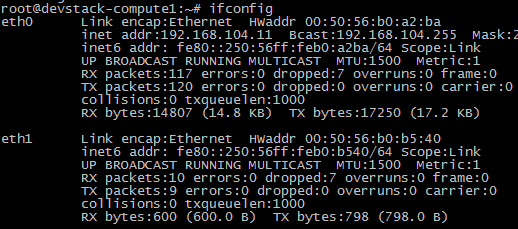 root@devstack-compute1:~# ifconfig
eth0      Link encap:Ethernet  HWaddr 00:50:56:b0:a2:ba
          inet addr:192.168.104.11  Bcast:192.168.104.255  Mask:2
          inet6 addr: fe80::250:56ff:feb0:a2ba/64 Scope:Link
          UP BROADCAST RUNNING MULTICAST  MTU:1500  Metric:1
          RX packets:117 errors:0 dropped:7 overruns:0 frame:0
          TX packets:120 errors:0 dropped:0 overruns:0 carrier:0
          collisions:0 txqueuelen:1000
          RX bytes:14807 (14.8 KB)  TX bytes:17250 (17.2 KB)

eth1      Link encap:Ethernet  HWaddr 00:50:56:b0:b5:40
          inet6 addr: fe80::250:56ff:feb0:b540/64 Scope:Link
          UP BROADCAST RUNNING MULTICAST  MTU:1500  Metric:1
          RX packets:10 errors:0 dropped:7 overruns:0 frame:0
          TX packets:9 errors:0 dropped:0 overruns:0 carrier:0
          collisions:0 txqueuelen:1000
          RX bytes:600 (600.0 B)  TX bytes:798 (798.0 B)